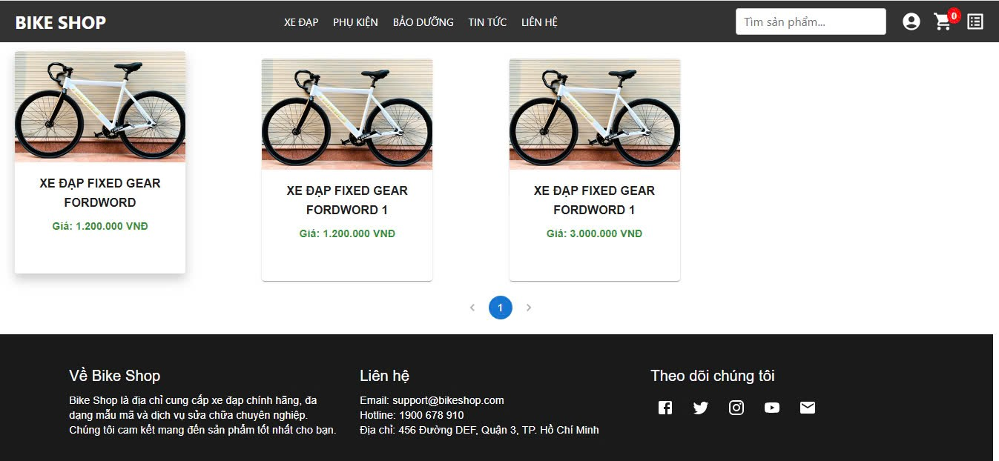 BIKE SHOP
XE ĐẠP PHỤ KIỆN BẢO DƯỠNG TIN TỨC LIÊN HỆ
Tìm sản phẩm...
0
XE ĐẠP FIXED GEAR
FORDWORD
Giá: 1.200.000 VNĐ
XE ĐẠP FIXED GEAR
FORDWORD 1
Giá: 1.200.000 VNĐ
XE ĐẠP FIXED GEAR
FORDWORD 1
Giá: 3.000.000 VNĐ
1
Về Bike Shop
Bike Shop là địa chỉ cung cấp xe đạp chính hãng, đa
dạng mẫu mã và dịch vụ sửa chữa chuyên nghiệp.
Chúng tôi cam kết mang đến sản phẩm tốt nhất cho bạn.
Liên hệ
Email: support@bikeshop.com
Hotline: 1900 678 910
Địa chỉ: 456 Đường DEF, Quận 3, TP. Hồ Chí Minh
Theo dõi chúng tôi